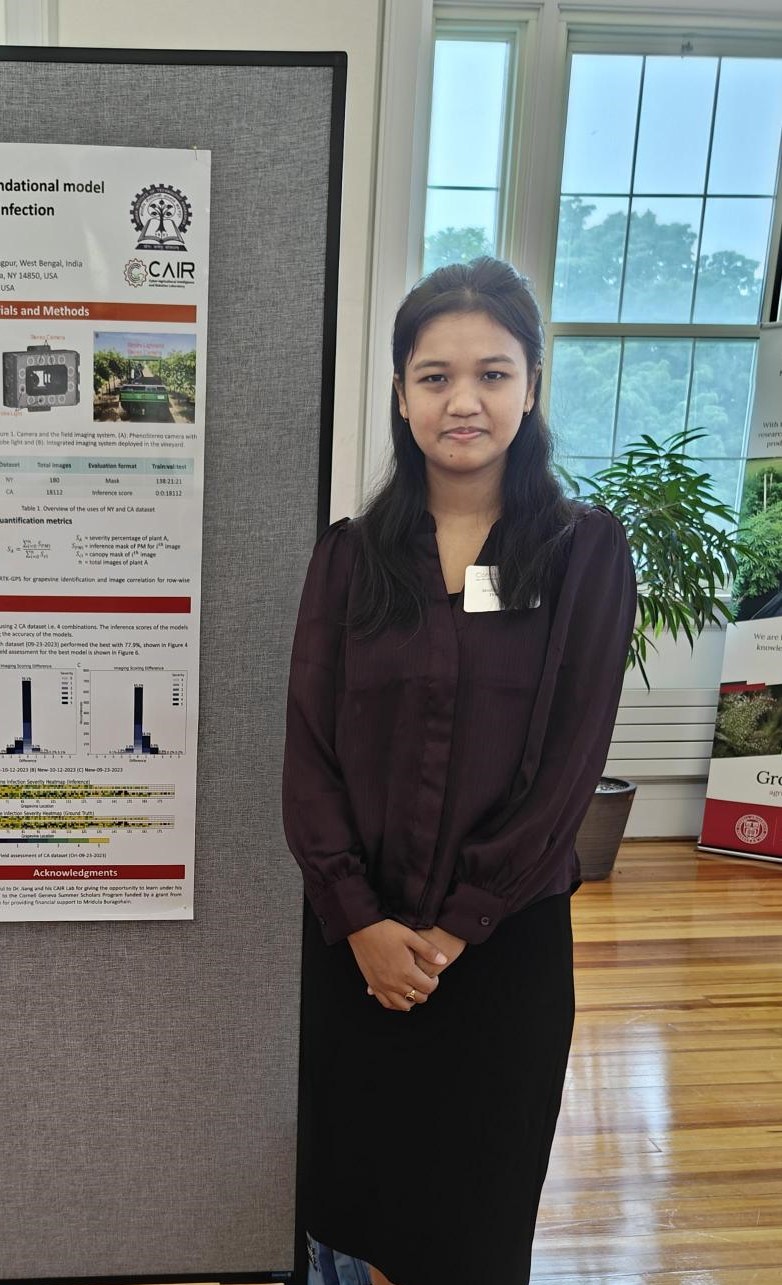 ndational model
nfection
gpur, West Bengal, India
a, NY 14850, USA
USA
CAIR
ials and Methods
Stereo Camera
ure 1. Camera and the field imaging system. (A): PhenoStereo camera with
obe light and (B): Integrated imaging system deployed in the vineyard.
Dataset Total images Evaluation format Train:val:test
NY 180 Mask 138:21:21
CA 18112 Inference score 0:0:18112
Table 1. Overview of the uses of NY and CA dataset
uantification metrics
= severity percentage of plant A,
= inference mask of PM for iᵗʰ image
= canopy mask of iᵗʰ image
n = total images of plant A
RTK-GPS for grapevine identification and image correlation for row-wise
using 2 CA dataset i.e. 4 combinations. The inference scores of the models
g the accuracy of the models.
h dataset [09-23-2023] performed the best with 77.9%, shown in Figure 4
eld assessment for the best model is shown in Figure 6.
Imaging Scoring Difference
C
Imaging Scoring Difference
Severity
Severity
Difference
Difference
-10-12-2023 (B) New-10-12-2023 (C) New-09-23-2023
e Infection Severity Heatmap (Inference)
Grapevine Location
e Infection Severity Heatmap (Ground Truth)
Grapevine Location
ield assessment of CA dataset (Ori-09-23-2023)
Acknowledgments
ul to Dr. Jiang and his CAIR Lab for giving the opportunity to learn under his
to the Cornell Geneva Summer Scholars Program funded by a grant from
for providing financial support to Mridula Buragohain.
With
resear
prod
We are
knowle
Gro
agr